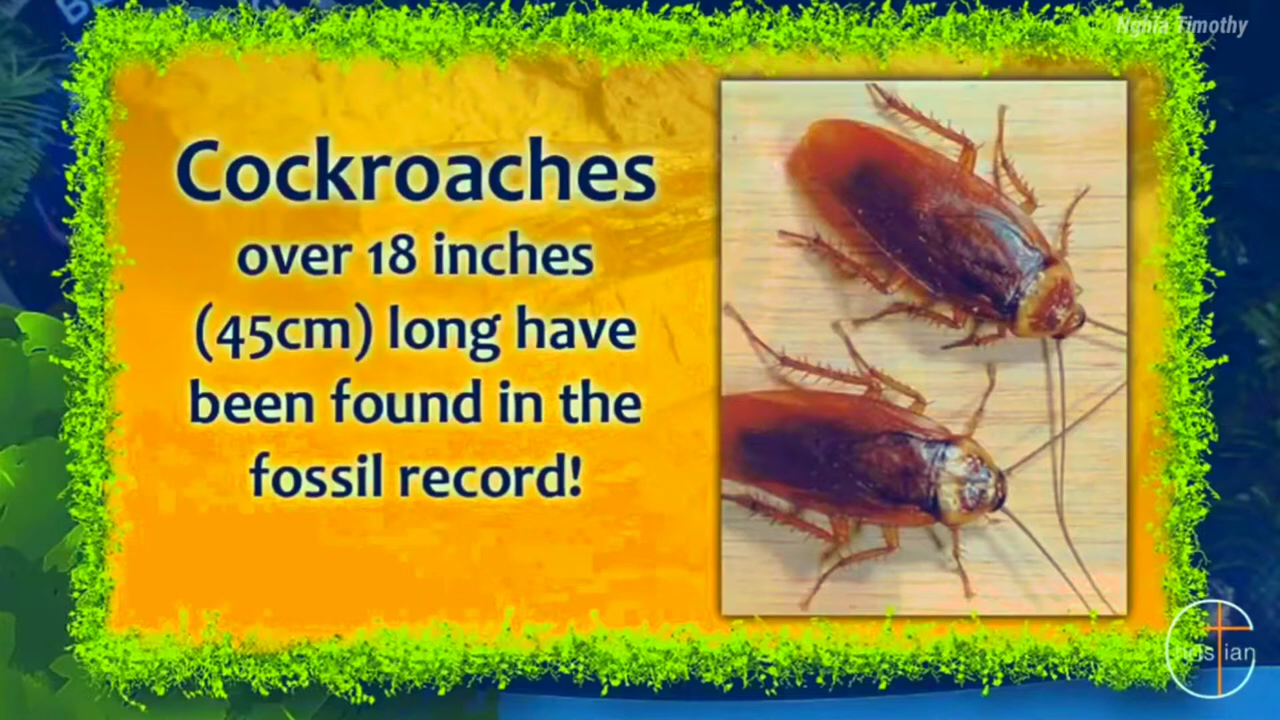 Nghia Timothy
Cockroaches
over 18 inches
(45cm) long have
been found in the
fossil record!